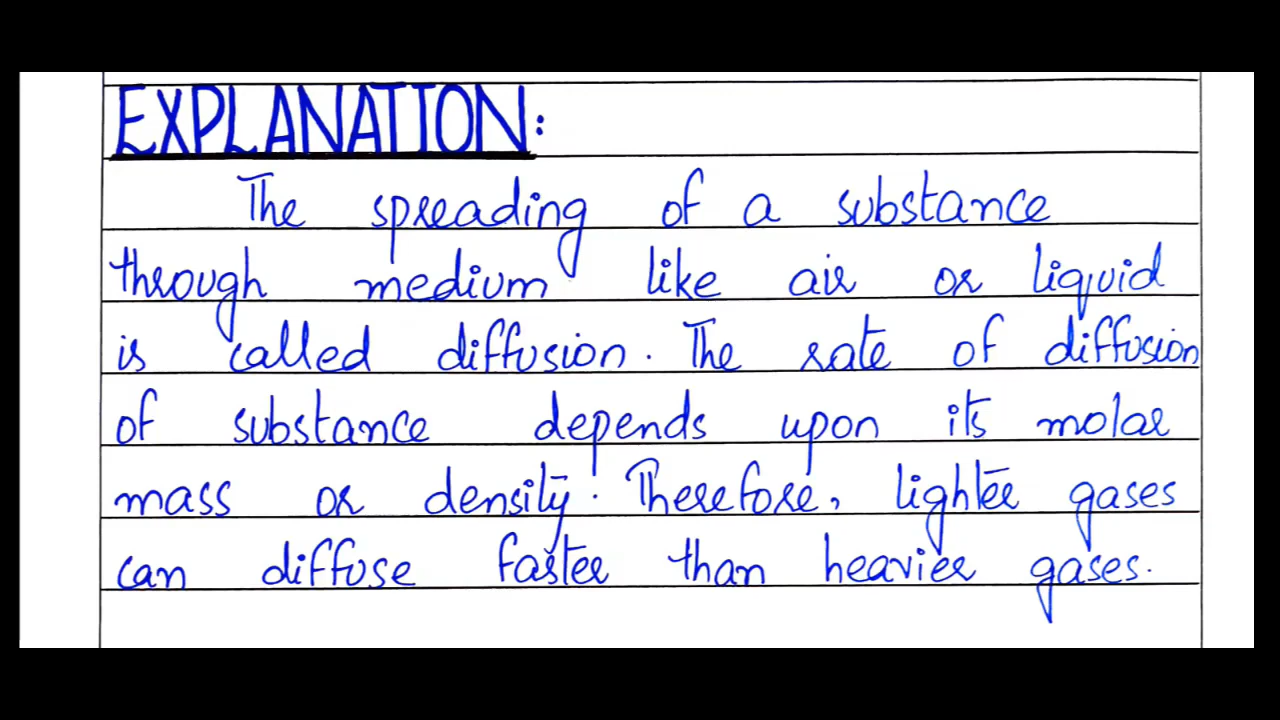 EXPLANATION:
The spreading of a substance
through medium like air or liquid
is called diffusion. The rate of diffusion
of substance depends upon its molar
mass or density. Therefore, lighter gases
can diffuse faster than heavier gases.